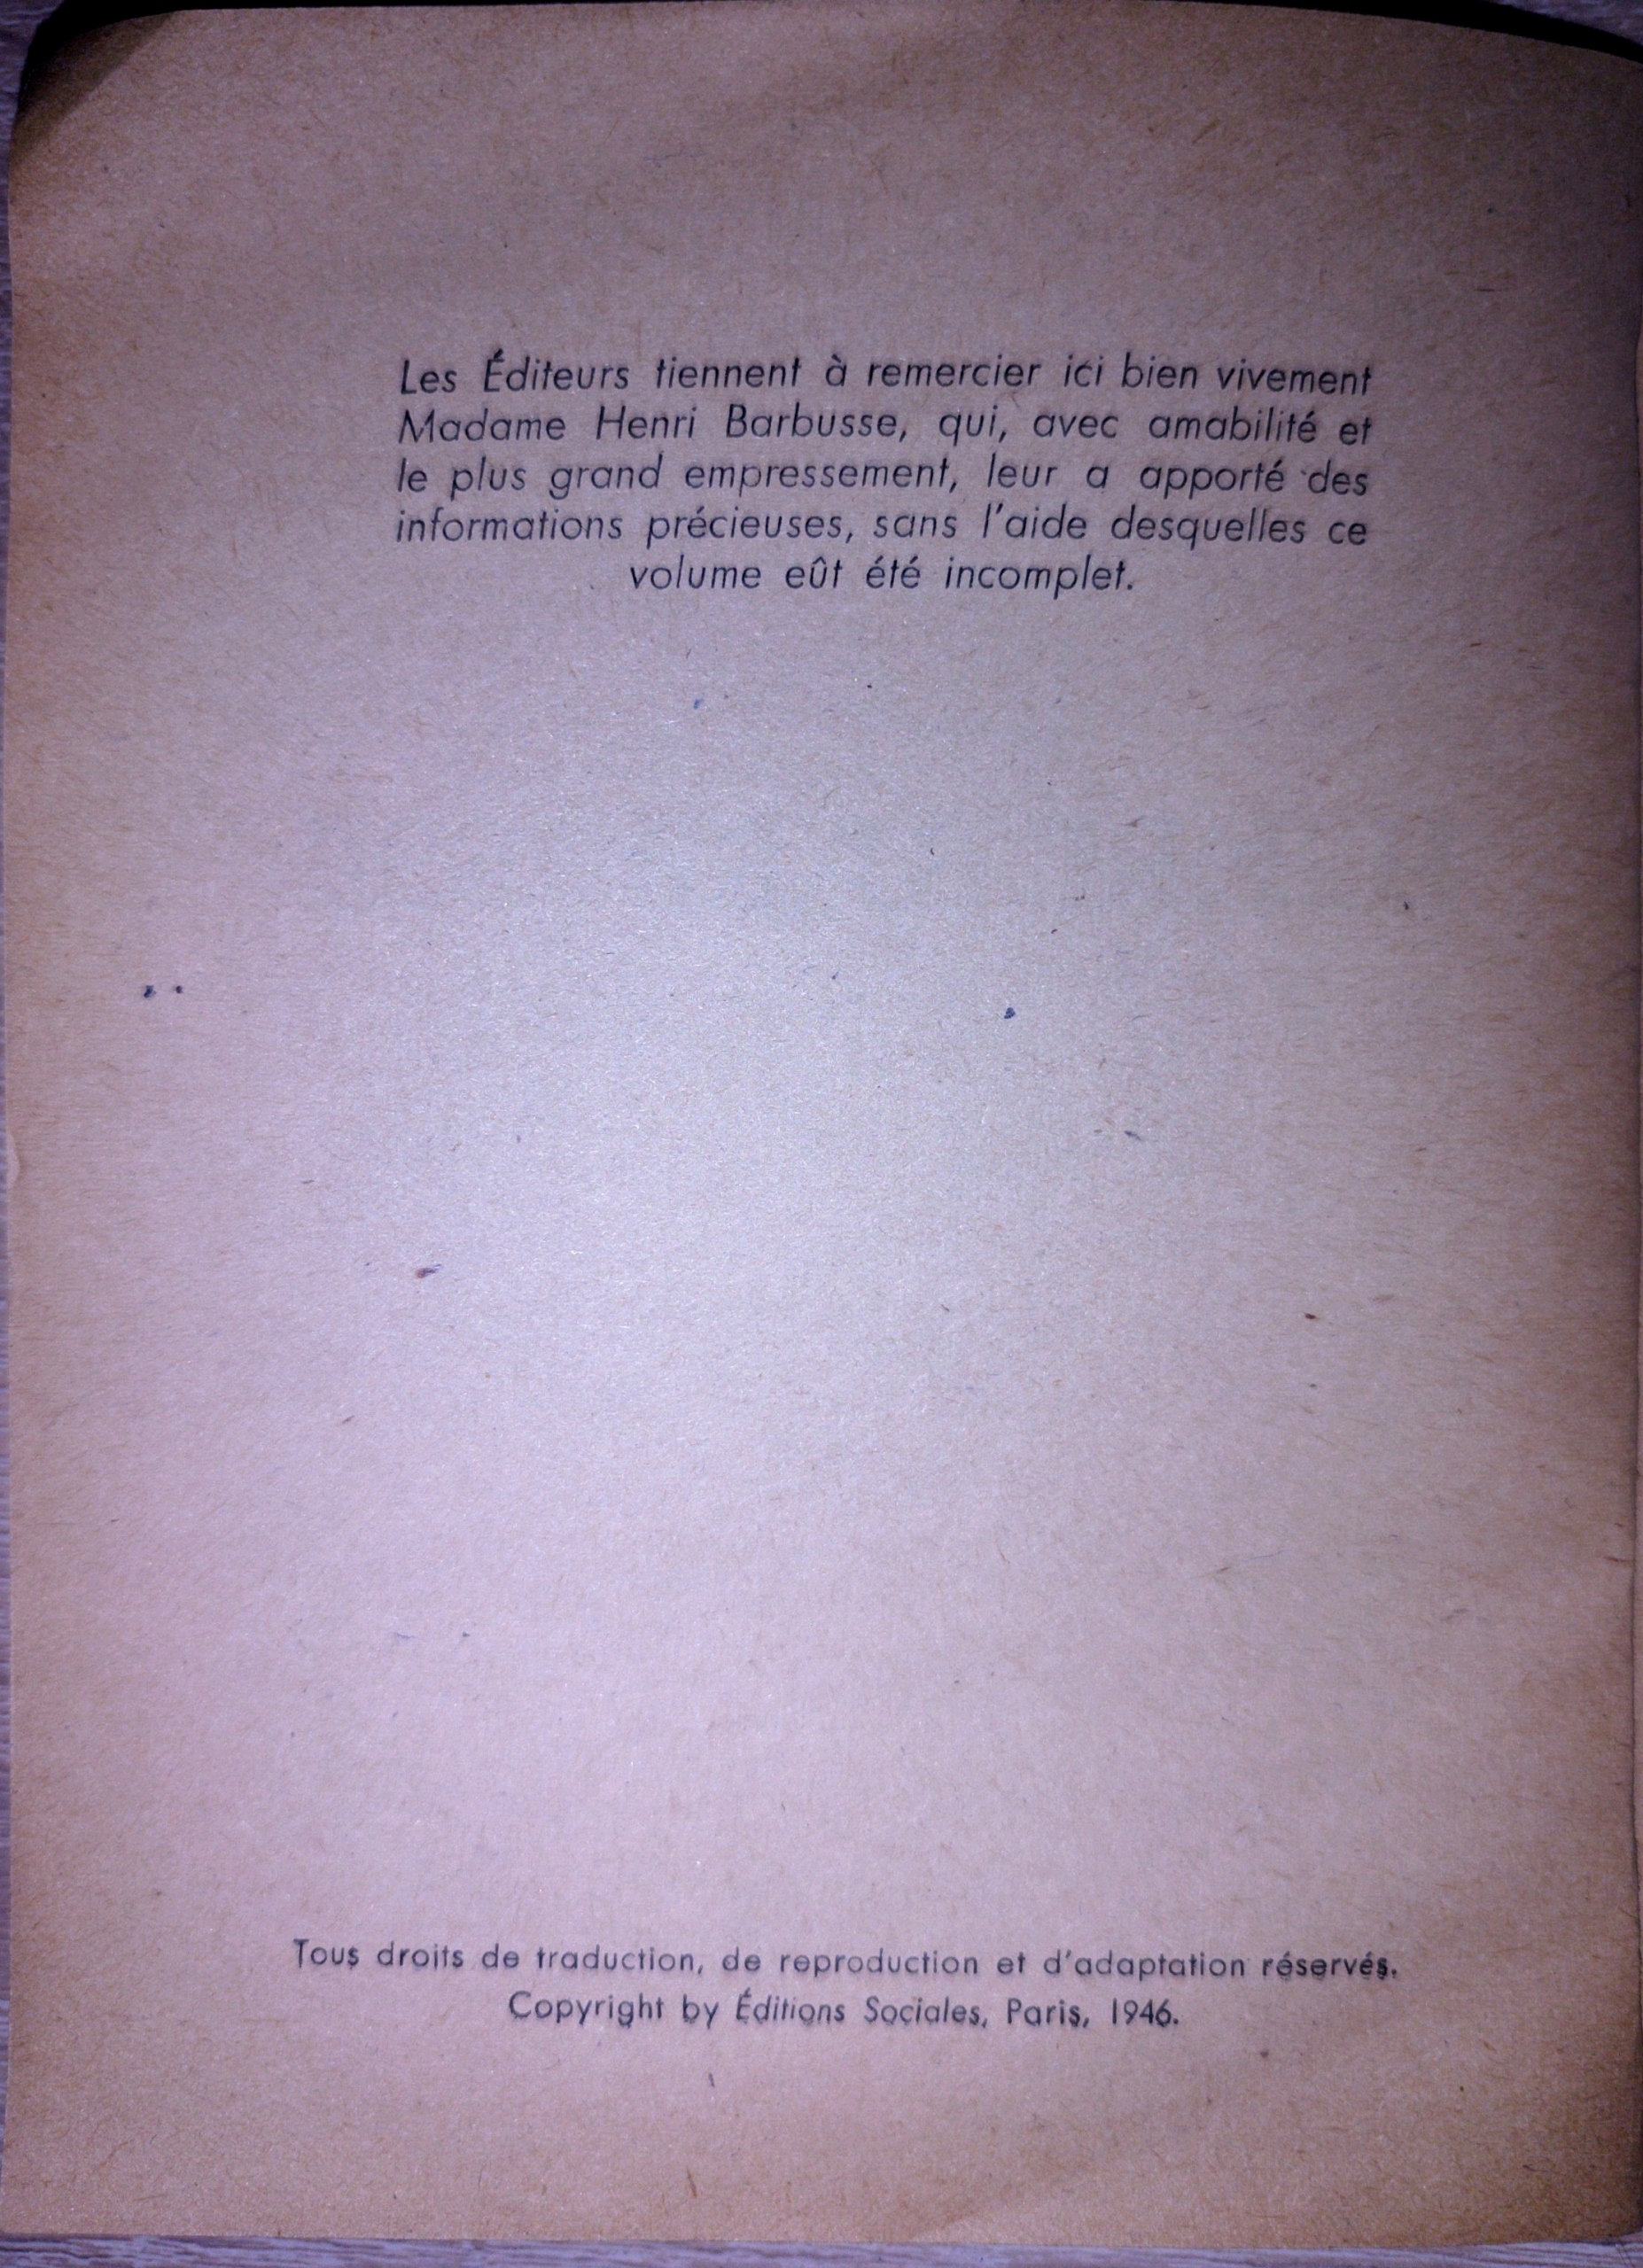 Les Éditeurs tiennent à remercier ici bien vivement
Madame Henri Barbusse, qui, avec amabilité et
le plus grand empressement, leur a apporté des
informations précieuses, sans l'aide desquelles ce
volume eût été incomplet.
Tous droits de traduction, de reproduction et d'adaptation réservés.
Copyright by Éditions Sociales, Paris, 1946.